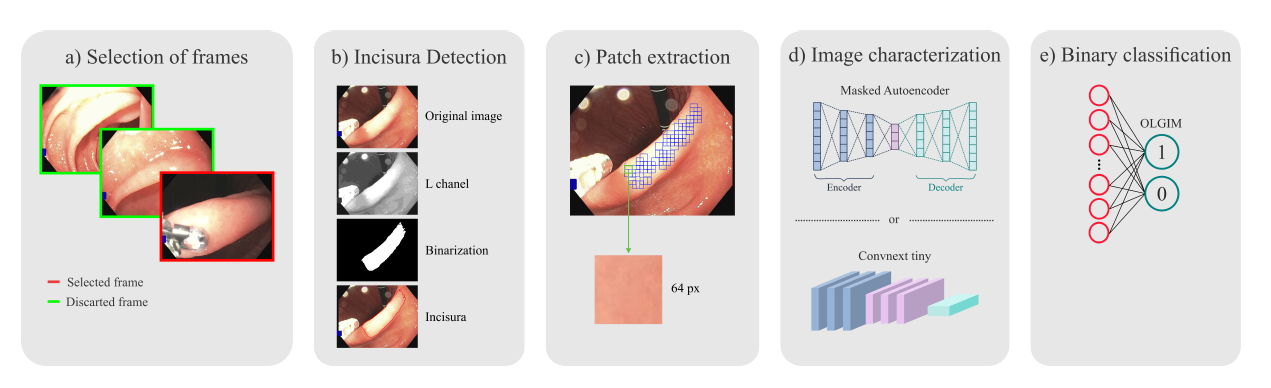 a) Selection of frames
Selected frame
Discarted frame
b) Incisura Detection
Original image
L chanel
Binarization
Incisura
c) Patch extraction
64 px
d) Image characterization
Masked Autoencoder
Encoder
Decoder
or
Convnext tiny
e) Binary classification
OLGIM
1
0